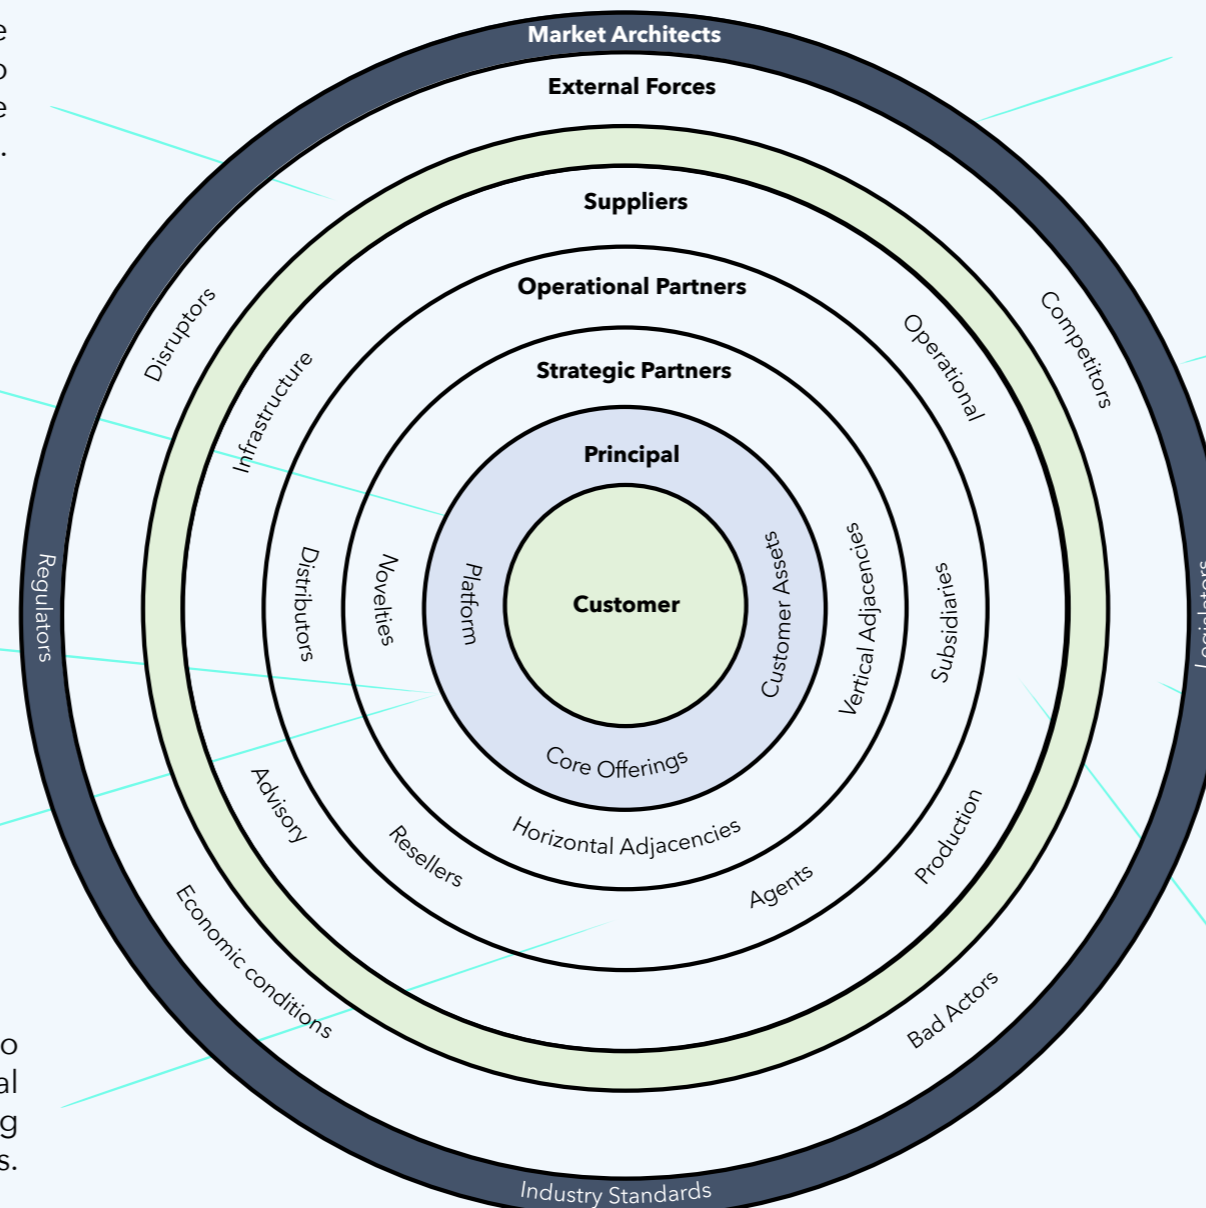 Market Architects
External Forces
Suppliers
Operational Partners
Strategic Partners
Principal
Customer
Disruptors
Competitors
Infrastructure
Operational
Regulators
Legislators
Distributors
Novelties
Platform
Customer Assets
Vertical Adjacencies
Subsidiaries
Core Offerings
Horizontal Adjacencies
Advisory
Resellers
Agents
Production
Economic conditions
Bad Actors
Industry Standards